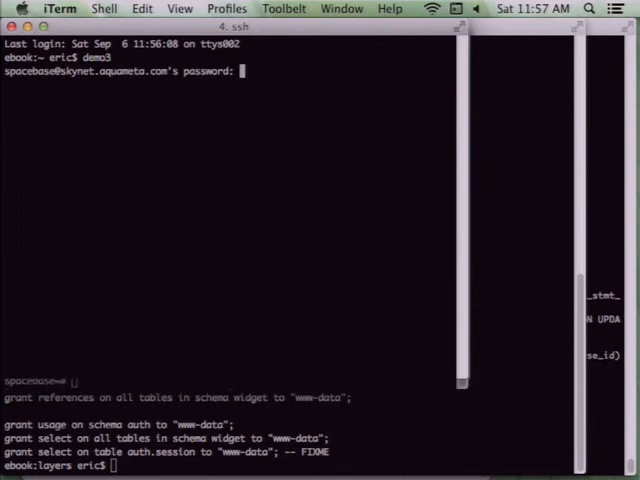 iTerm Shell Edit View Profiles Toolbelt Window Help Sat 11:57 AM
4. ssh
Last login: Sat Sep 6 11:56:08 on ttys002
ebook:~ eric$ demo3
spacebase@skynet.aquameta.com's password:
_stmt_
N UPDA
se_id)
spacebase=#
grant references on all tables in schema widget to "www-data";
grant usage on schema auth to "www-data";
grant select on all tables in schema widget to "www-data";
grant select on table auth.session to "www-data"; -- FIXME
ebook:layers eric$